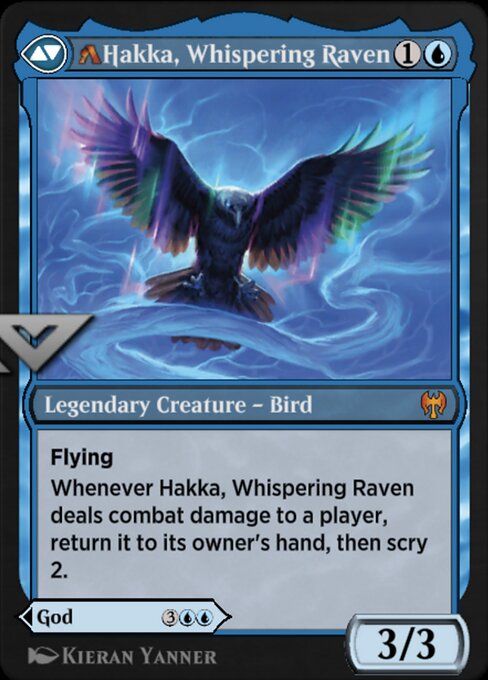 Hakka, Whispering Raven 1
Legendary Creature – Bird
Flying
Whenever Hakka, Whispering Raven
deals combat damage to a player,
return it to its owner's hand, then scry
2.
God 3
3/3
Kieran Yanner